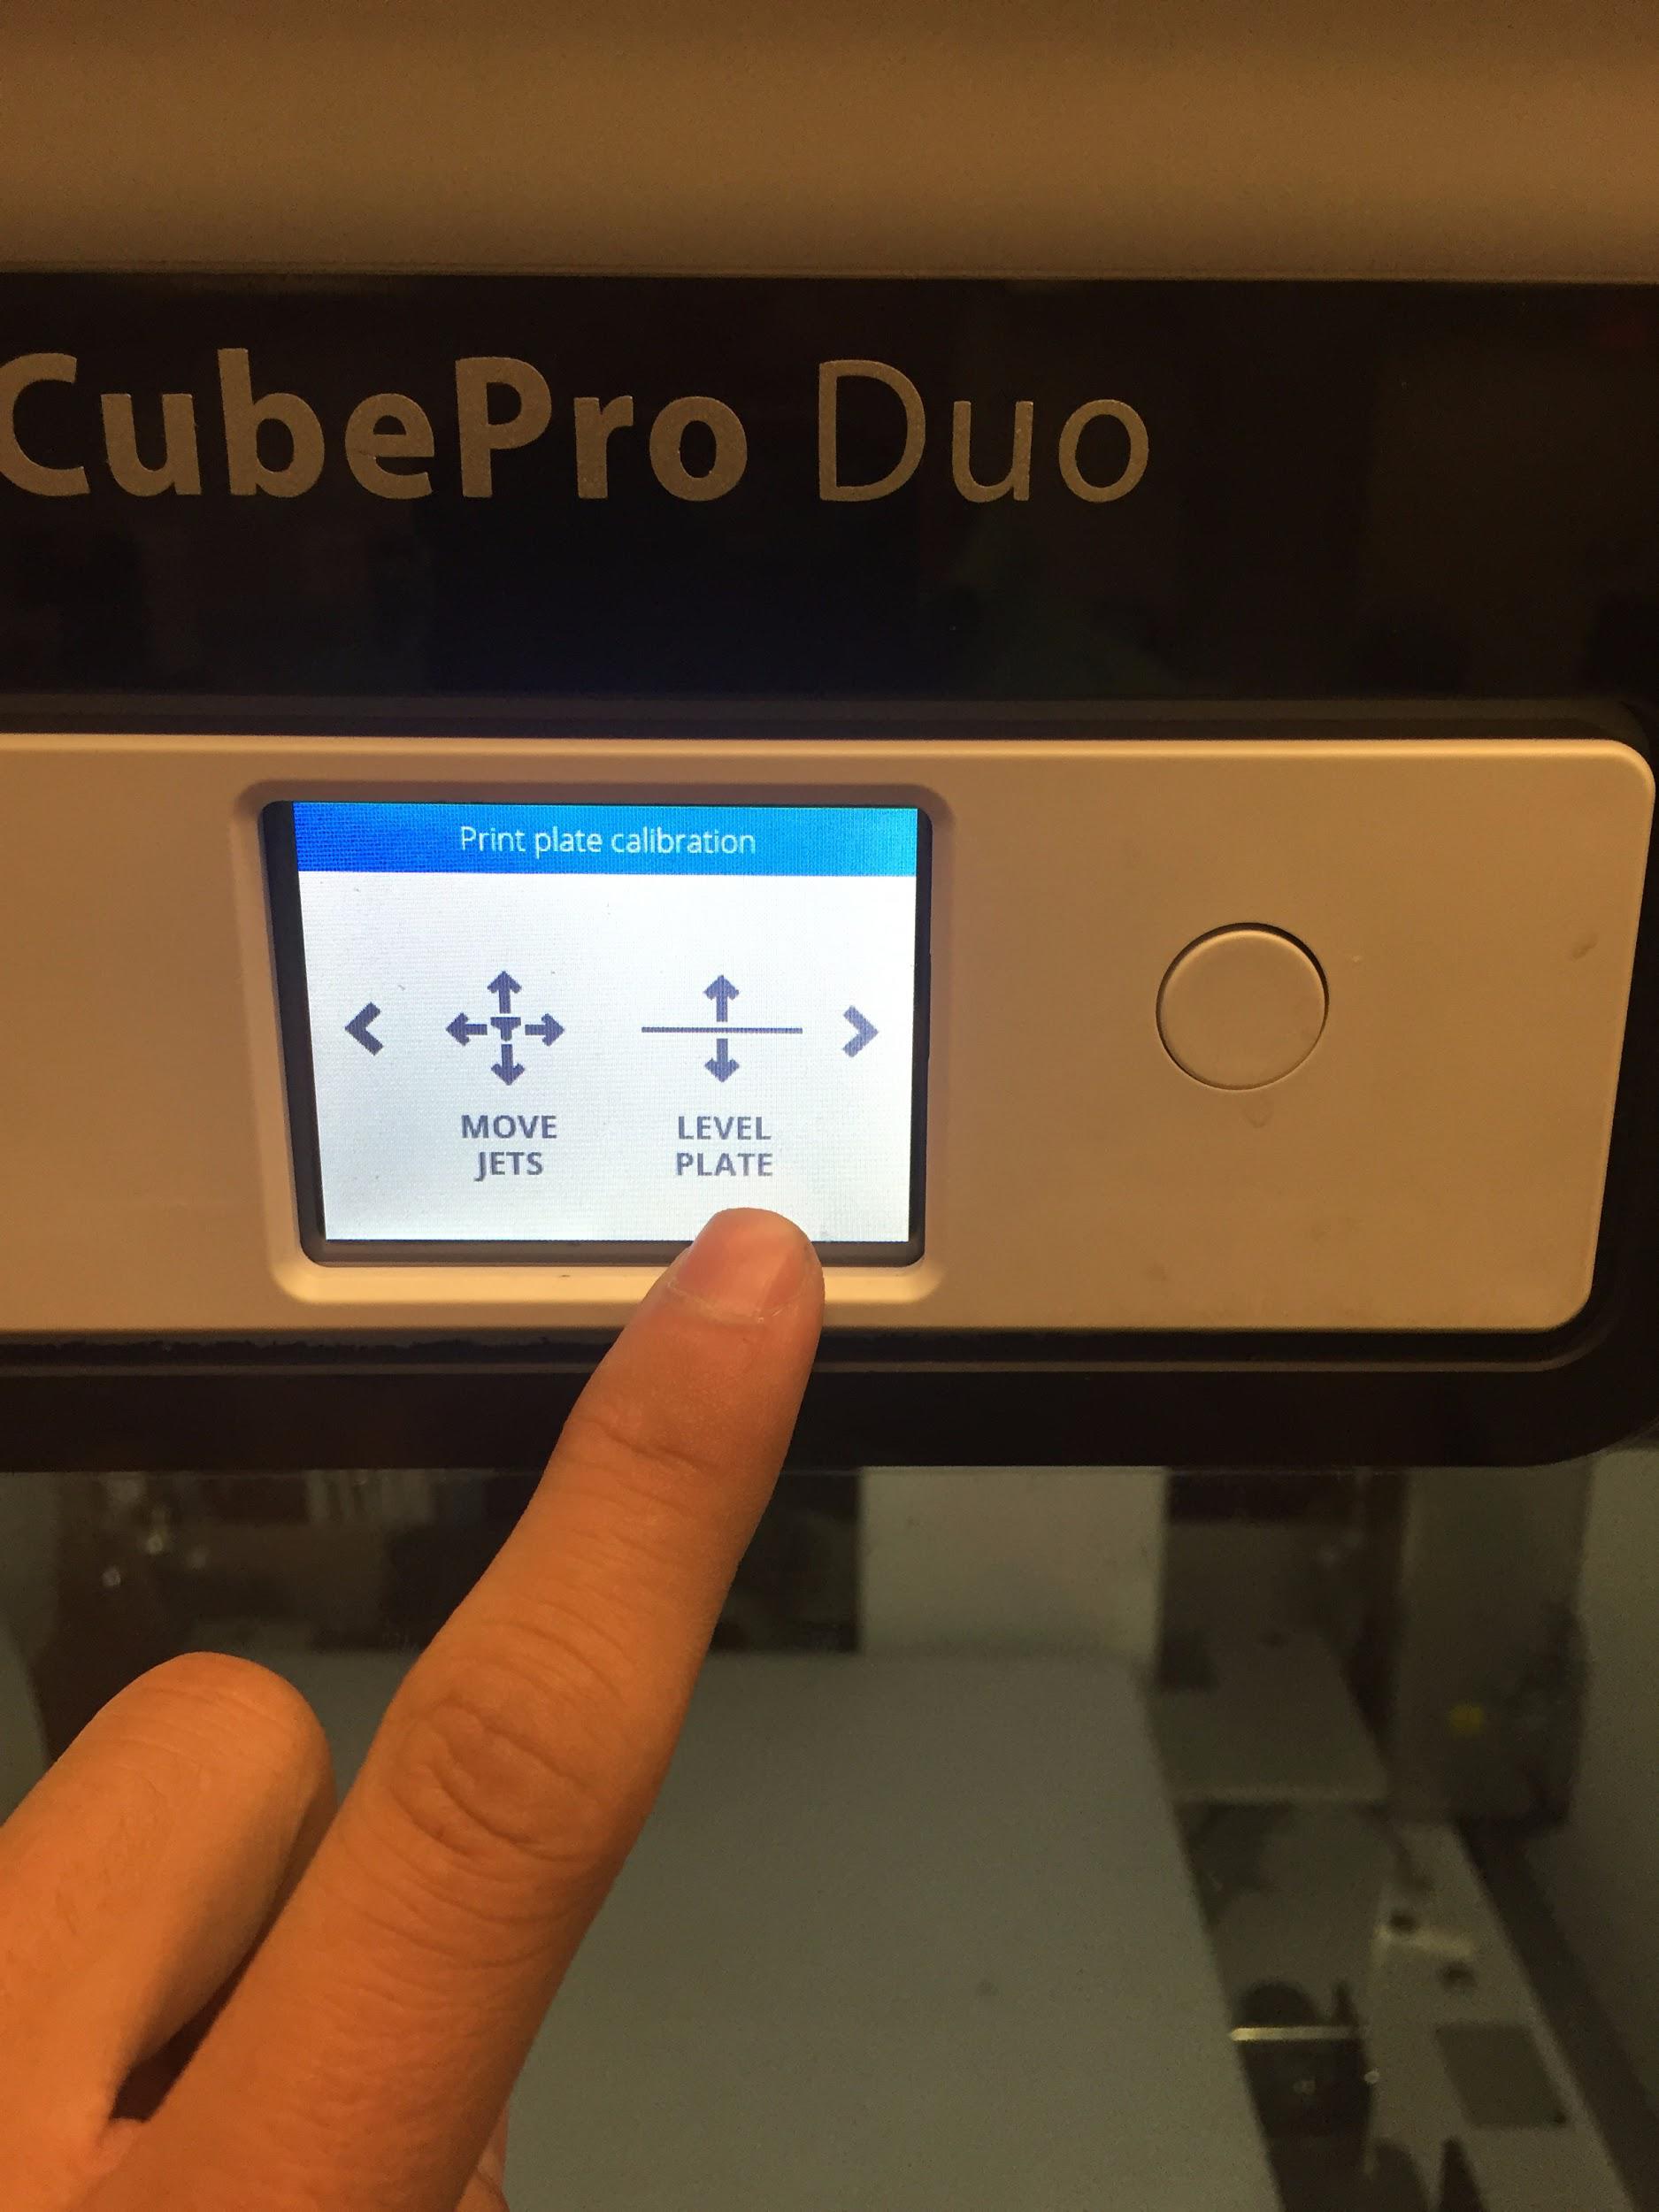 CubePro Duo
Print plate calibration
MOVE
JETS
LEVEL
PLATE